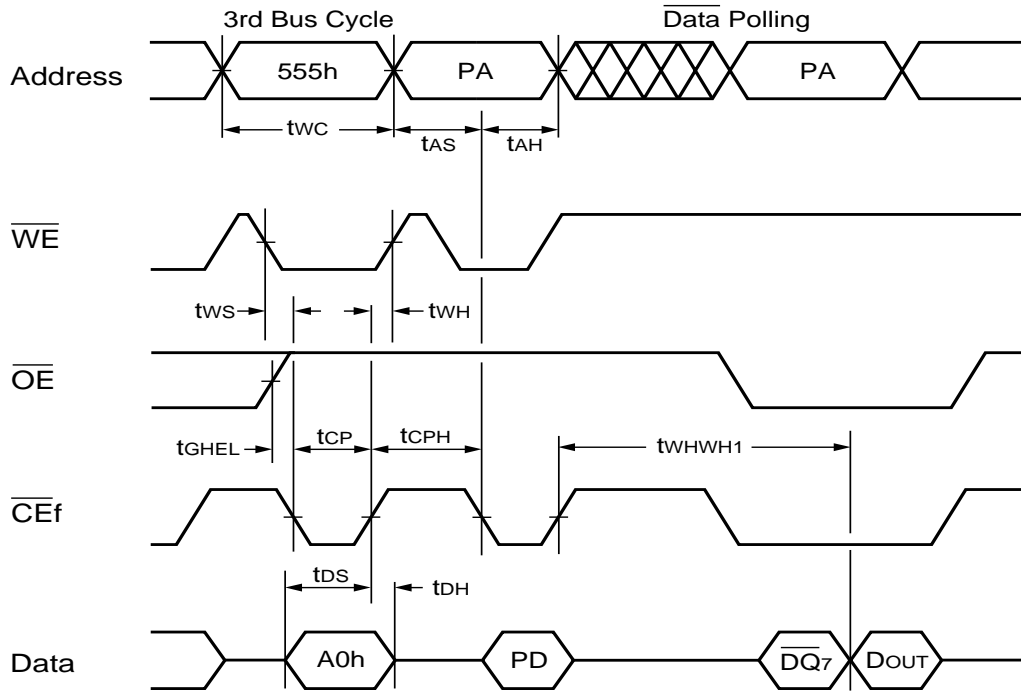 3rd Bus Cycle
Data Polling
Address
555h
PA
PA
tWC
tAS
tAH
WE
tWS
tWH
OE
tGHEL
tCP
tCPH
tWHWH1
CEf
tDS
tDH
Data
A0h
PD
DQ7
DOUT